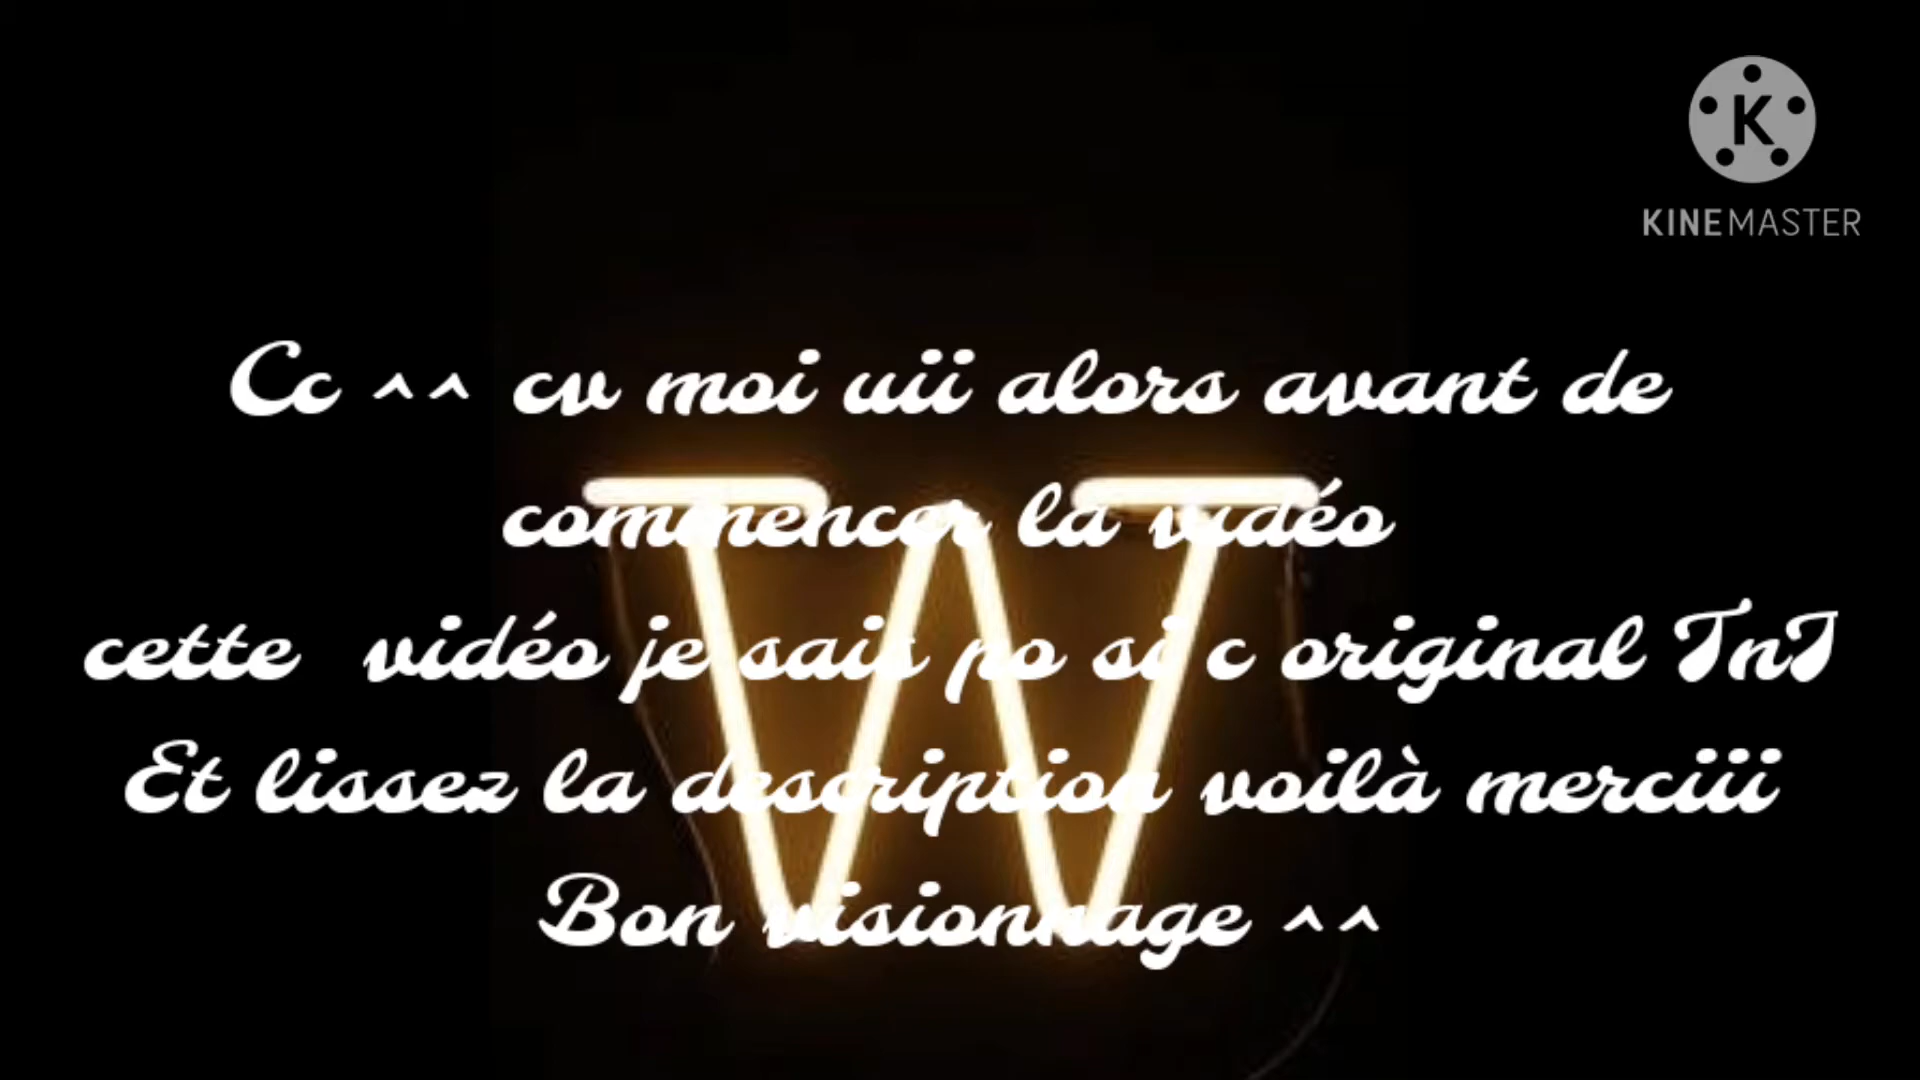 K
KINEMASTER
Cc ^^ cv moi uii alors avant de
commencer la vidéo
cette vidéo je sais po si c original TnT
Et lissez la description voilà merciii
Bon visionnage ^^
W